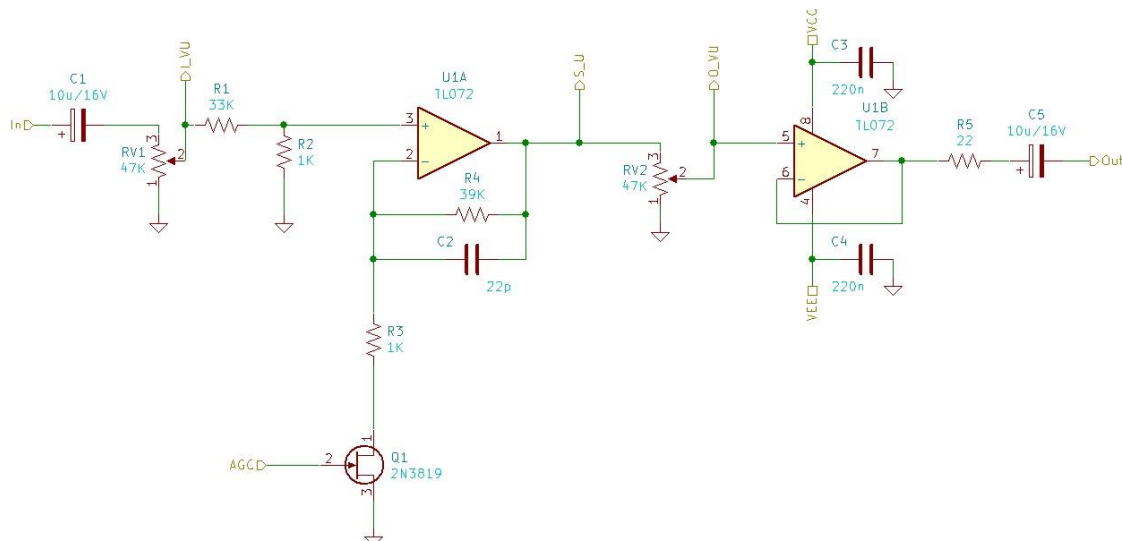 C1
10u/16V
In
+
RV1
47K
3
2
1
I_VU
R1
33K
R2
1K
U1A
TL072
3
+
2
-
1
R4
39K
C2
22p
R3
1K
AGC
2
1
3
Q1
2N3819
S_U
RV2
47K
3
2
1
O_VU
VCC
C3
220n
U1B
TL072
8
5
+
6
-
7
4
C4
220n
VEE
R5
22
C5
10u/16V
+
Out